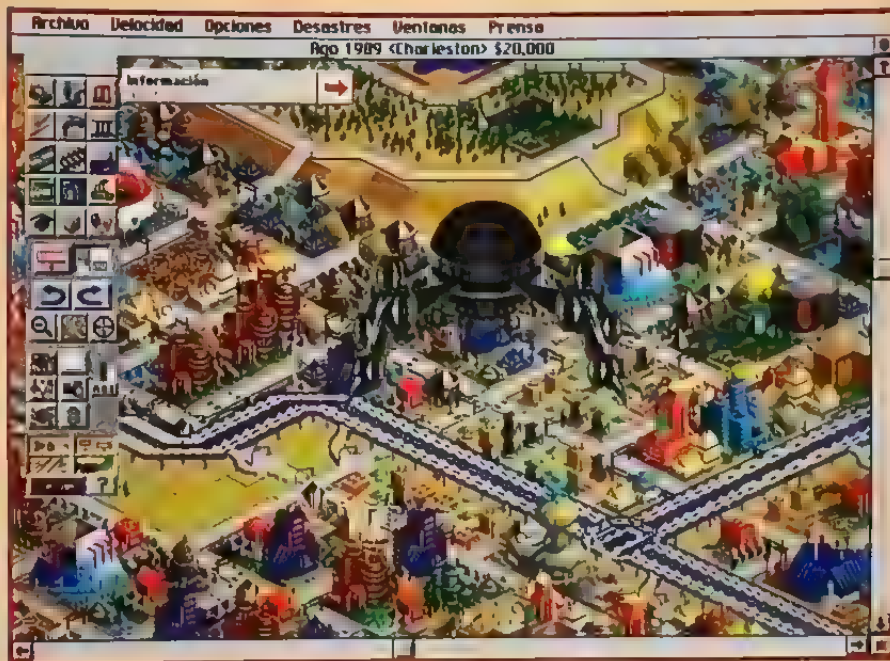 Archivo Velocidad Opciones Desastres Ventanas Prensa
Ago 1989 <Charleston> $20,000
Información
?